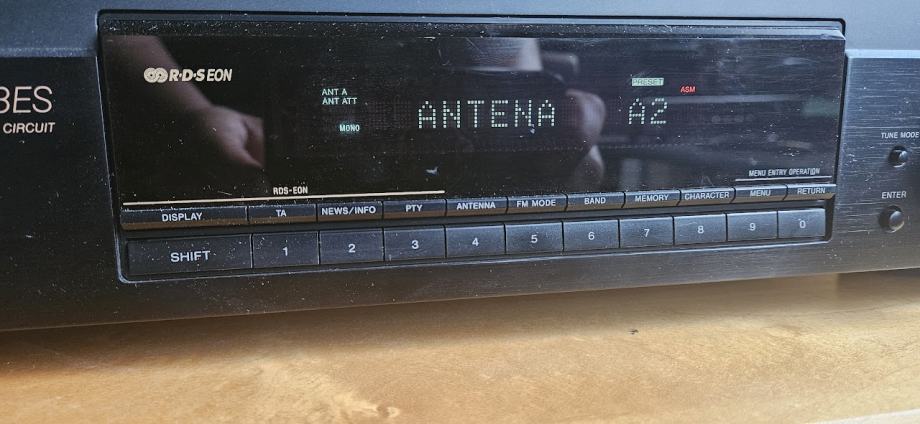 R·D·S EON
BES
CIRCUIT
PRESET
ASM
ANT A
ANT ATT
MONO
ANTENA A2
TUNE MODE
MENU ENTRY OPERATION
RDS-EON
DISPLAY TA NEWS/INFO PTY ANTENNA FM MODE BAND MEMORY CHARACTER MENU RETURN
ENTER
SHIFT 1 2 3 4 5 6 7 8 9 0